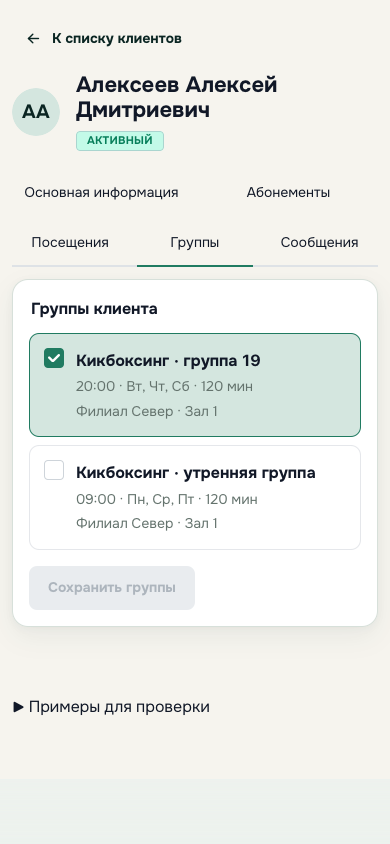 ← К списку клиентов
АА
Алексеев Алексей
Дмитриевич
АКТИВНЫЙ
Основная информация
Абонементы
Посещения
Группы
Сообщения
Группы клиента
Кикбоксинг · группа 19
20:00 · Вт, Чт, Сб · 120 мин
Филиал Север · Зал 1
Кикбоксинг · утренняя группа
09:00 · Пн, Ср, Пт · 120 мин
Филиал Север · Зал 1
Сохранить группы
▶ Примеры для проверки